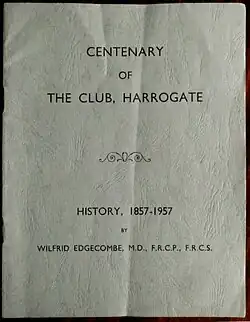 CENTENARY
OF
THE CLUB, HARROGATE
HISTORY, 1857-1957
BY
WILFRID EDGECOMBE, M.D., F.R.C.P., F.R.C.S.